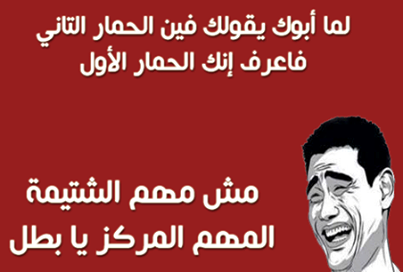 لما أبوك يقولك فين الحمار التاني
فاعرف إنك الحمار الأول
مش مهم الشتيمة
المهم المركز يا بطل